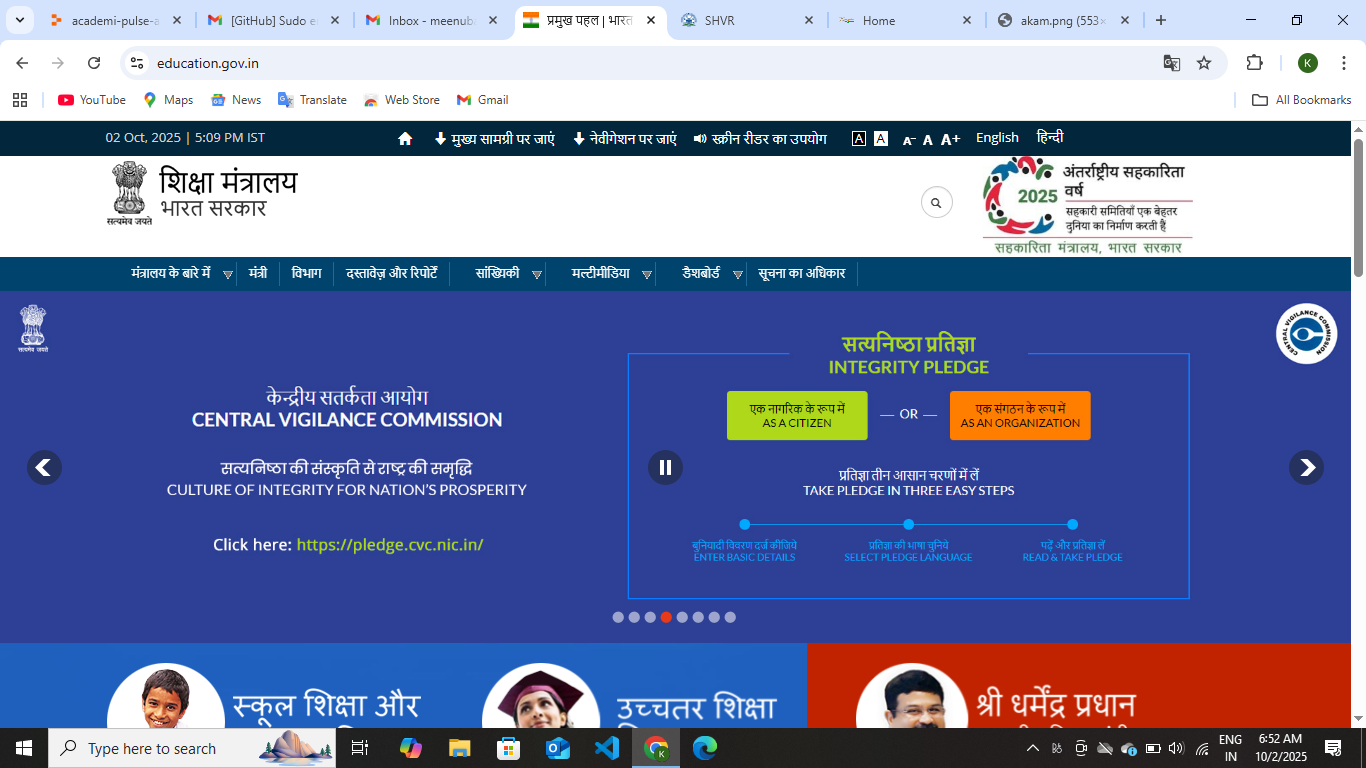 academi-pulse-a
[GitHub] Sudo e
Inbox - meenub
प्रमुख पहल | भारत
SHVR
Home
akam.png (553×
education.gov.in
K
YouTube
Maps
News
Translate
Web Store
Gmail
All Bookmarks
02 Oct, 2025 | 5:09 PM IST
मुख्य सामग्री पर जाएं
नेवीगेशन पर जाएं
स्क्रीन रीडर का उपयोग
A A A- A A+
English
हिन्दी
शिक्षा मंत्रालय
भारत सरकार
सत्यमेव जयते
2025
अंतर्राष्ट्रीय सहकारिता
वर्ष
सहकारी समितियाँ एक बेहतर
दुनिया का निर्माण करती हैं
सहकारिता मंत्रालय, भारत सरकार
मंत्रालय के बारे में
मंत्री
विभाग
दस्तावेज़ और रिपोर्टें
सांख्यिकी
मल्टीमीडिया
डैशबोर्ड
सूचना का अधिकार
सत्यमेव जयते
केन्द्रीय सतर्कता आयोग
CENTRAL VIGILANCE COMMISSION
सत्यनिष्ठा की संस्कृति से राष्ट्र की समृद्धि
CULTURE OF INTEGRITY FOR NATION'S PROSPERITY
Click here: https://pledge.cvc.nic.in/
सत्यनिष्ठा प्रतिज्ञा
INTEGRITY PLEDGE
एक नागरिक के रूप में
AS A CITIZEN
OR
एक संगठन के रूप में
AS AN ORGANIZATION
प्रतिज्ञा तीन आसान चरणों में लें
TAKE PLEDGE IN THREE EASY STEPS
बुनियादी विवरण दर्ज कीजिये
ENTER BASIC DETAILS
प्रतिज्ञा की भाषा चुनिये
SELECT PLEDGE LANGUAGE
पढ़ें और प्रतिज्ञा लें
READ & TAKE PLEDGE
CENTRAL VIGILANCE COMMISSION
स्कूल शिक्षा और
उच्चतर शिक्षा
श्री धर्मेंद्र प्रधान
Type here to search
K
ENG
IN
6:52 AM
10/2/2025